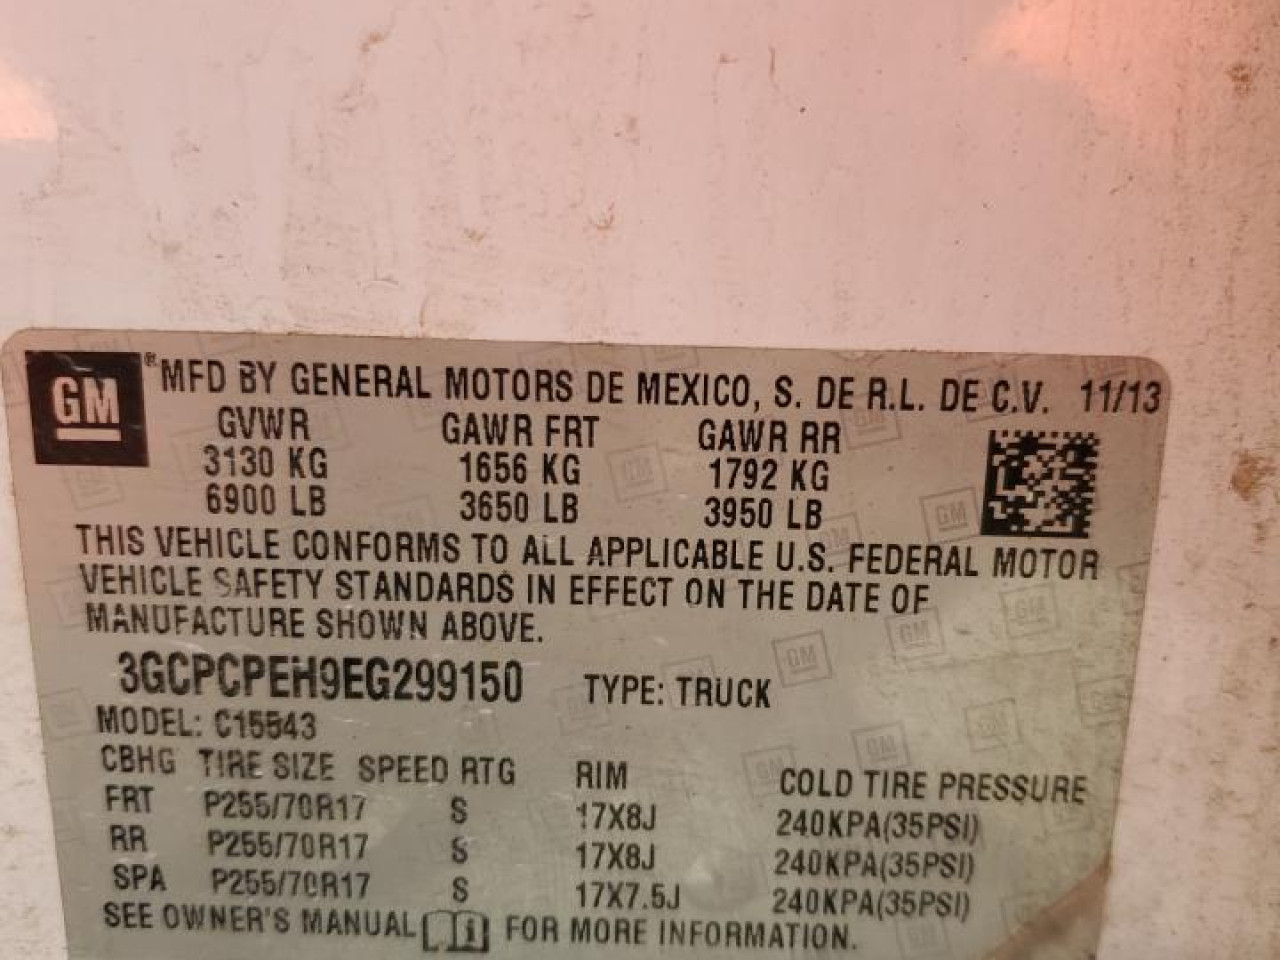 GM ® MFD BY GENERAL MOTORS DE MEXICO, S. DE R.L. DE C.V. 11/13
GVWR GAWR FRT GAWR RR
3130 KG 1656 KG 1792 KG
6900 LB 3650 LB 3950 LB
THIS VEHICLE CONFORMS TO ALL APPLICABLE U.S. FEDERAL MOTOR
VEHICLE SAFETY STANDARDS IN EFFECT ON THE DATE OF
MANUFACTURE SHOWN ABOVE.
3GCPCPEH9EG299150 TYPE: TRUCK
MODEL: C15543
CBHG TIRE SIZE SPEED RTG RIM COLD TIRE PRESSURE
FRT P255/70R17 S 17X8J 240KPA(35PSI)
RR P255/70R17 S 17X8J 240KPA(35PSI)
SPA P255/70R17 S 17X7.5J 240KPA(35PSI)
SEE OWNER'S MANUAL i FOR MORE INFORMATION.